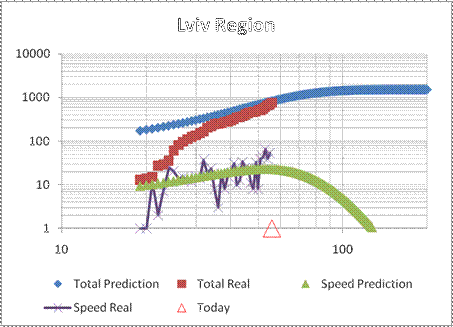 Lviv Region
10000
1000
100
10
1
10 100
Total Prediction Total Real Speed Prediction
Speed Real Today